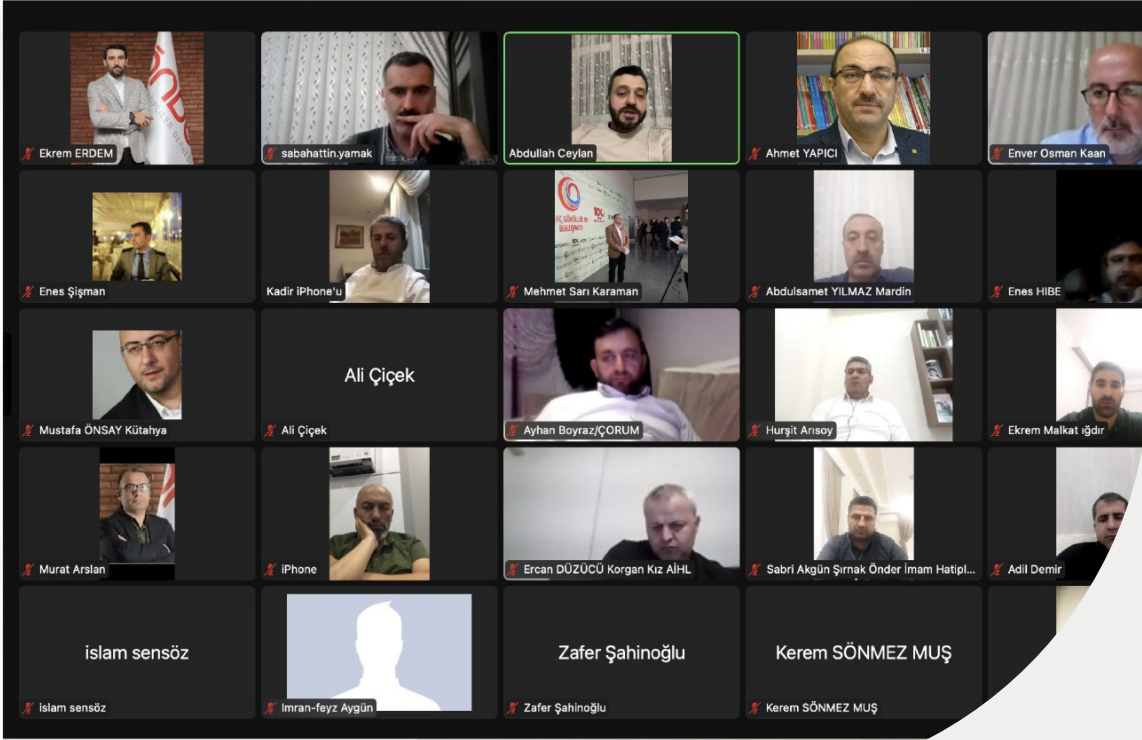 Ekrem ERDEM
sabahattin.yamak
Abdullah Ceylan
Ahmet YAPICI
Enver Osman Kaan
Enes Şişman
Kadir iPhone'u
Mehmet Sarı Karaman
Abdulsamet YILMAZ Mardin
Enes HIBE
Mustafa ÖNSAY Kütahya
Ali Çiçek
Ali Çiçek
Ayhan Boyraz/ÇORUM
Hurşit Arısoy
Ekrem Malkat ığdır
Murat Arslan
iPhone
Ercan DÜZÜCÜ Korgan Kız AİHL
Sabri Akgün Şırnak Önder İmam Hatipl...
Adil Demir
islam sensöz
islam sensöz
Imran-feyz Aygün
Zafer Şahinoğlu
Zafer Şahinoğlu
Kerem SÖNMEZ MUŞ
Kerem SÖNMEZ MUŞ